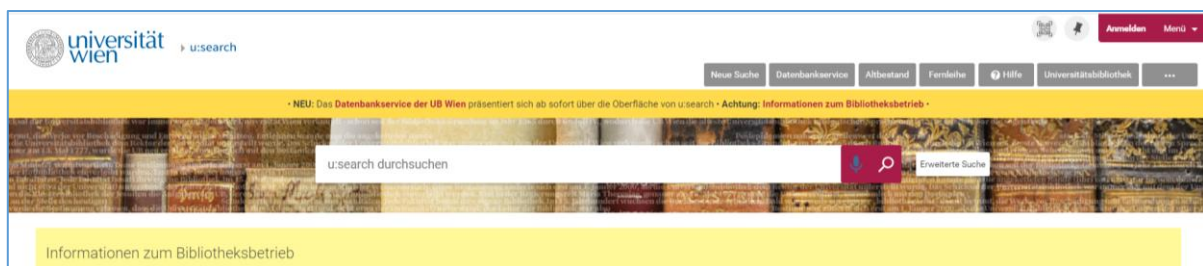 universität
wien
u:search
Anmelden Menü
Neue Suche Datenbankservice Altbestand Fernleihe Hilfe Universitätsbibliothek ...
• NEU: Das Datenbankservice der UB Wien präsentiert sich ab sofort über die Oberfläche von u:search • Achtung: Informationen zum Bibliotheksbetrieb •
u:search durchsuchen
Erweiterte Suche
Informationen zum Bibliotheksbetrieb